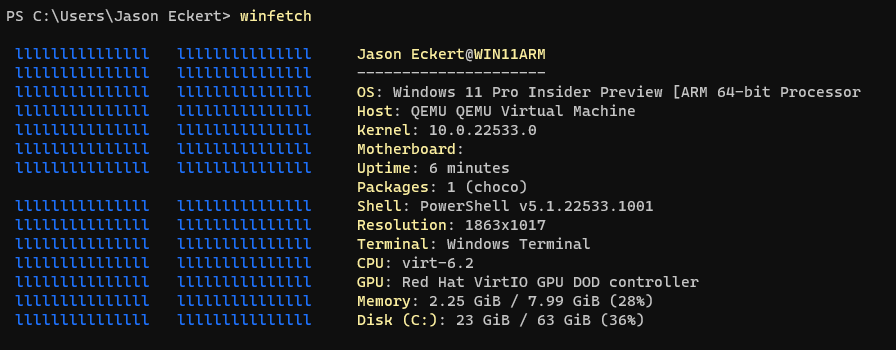 PS C:\Users\Jason Eckert> winfetch
lllllllllllllll   lllllllllllllll     Jason Eckert@WIN11ARM
lllllllllllllll   lllllllllllllll     ---------------------
lllllllllllllll   lllllllllllllll     OS: Windows 11 Pro Insider Preview [ARM 64-bit Processor
lllllllllllllll   lllllllllllllll     Host: QEMU QEMU Virtual Machine
lllllllllllllll   lllllllllllllll     Kernel: 10.0.22533.0
lllllllllllllll   lllllllllllllll     Motherboard:
lllllllllllllll   lllllllllllllll     Uptime: 6 minutes
Packages: 1 (choco)
lllllllllllllll   lllllllllllllll     Shell: PowerShell v5.1.22533.1001
lllllllllllllll   lllllllllllllll     Resolution: 1863x1017
lllllllllllllll   lllllllllllllll     Terminal: Windows Terminal
lllllllllllllll   lllllllllllllll     CPU: virt-6.2
lllllllllllllll   lllllllllllllll     GPU: Red Hat VirtIO GPU DOD controller
lllllllllllllll   lllllllllllllll     Memory: 2.25 GiB / 7.99 GiB (28%)
lllllllllllllll   lllllllllllllll     Disk (C:): 23 GiB / 63 GiB (36%)